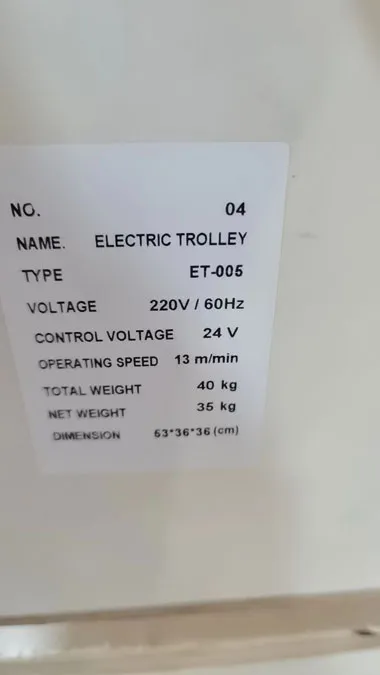 NO. 04
NAME. ELECTRIC TROLLEY
TYPE ET-005
VOLTAGE 220V / 60Hz
CONTROL VOLTAGE 24 V
OPERATING SPEED 13 m/min
TOTAL WEIGHT 40 kg
NET WEIGHT 35 kg
DIMENSION 53*36*36 (cm)